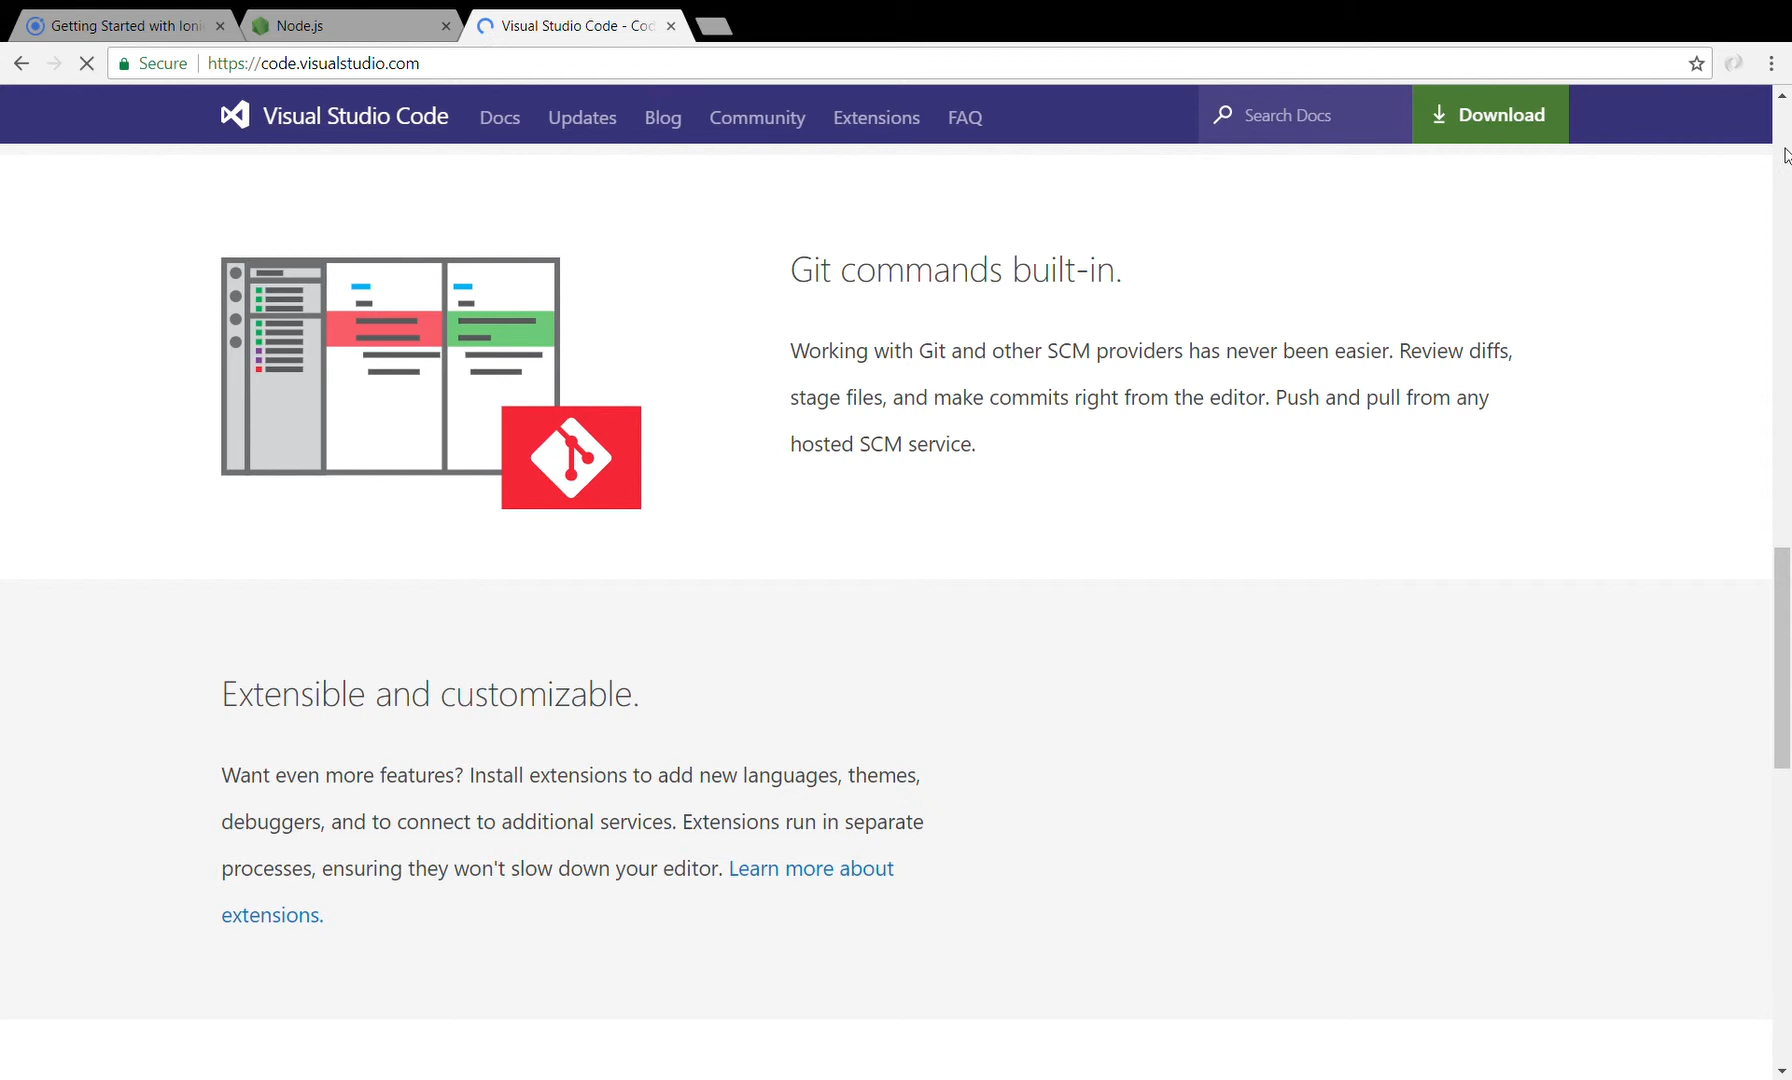 Getting Started with Ioni
Node.js
Visual Studio Code - Cod
Secure
https://code.visualstudio.com
Visual Studio Code
Docs
Updates
Blog
Community
Extensions
FAQ
Search Docs
Download
Git commands built-in.
Working with Git and other SCM providers has never been easier. Review diffs,
stage files, and make commits right from the editor. Push and pull from any
hosted SCM service.
Extensible and customizable.
Want even more features? Install extensions to add new languages, themes,
debuggers, and to connect to additional services. Extensions run in separate
processes, ensuring they won't slow down your editor. Learn more about
extensions.